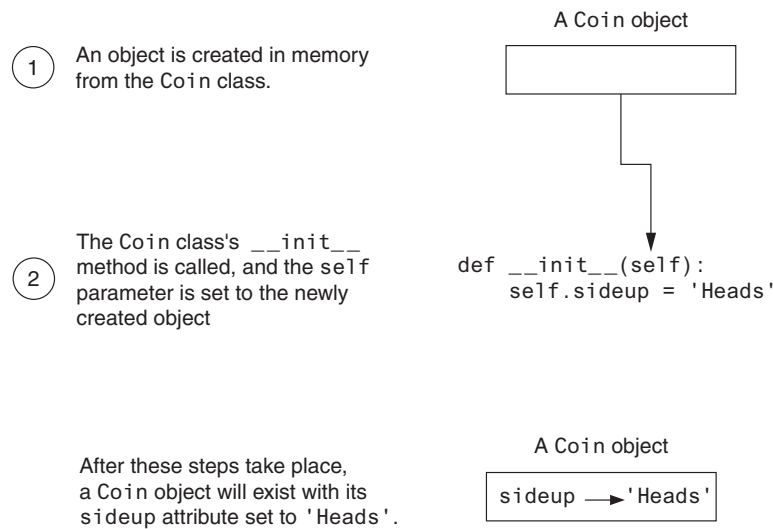 A Coin object
1
An object is created in memory
from the Coin class.
The Coin class's __init__
method is called, and the self
parameter is set to the newly
created object
2
def __init__(self):
    self.sideup = 'Heads'
After these steps take place,
a Coin object will exist with its
sideup attribute set to 'Heads'.
A Coin object
sideup 'Heads'